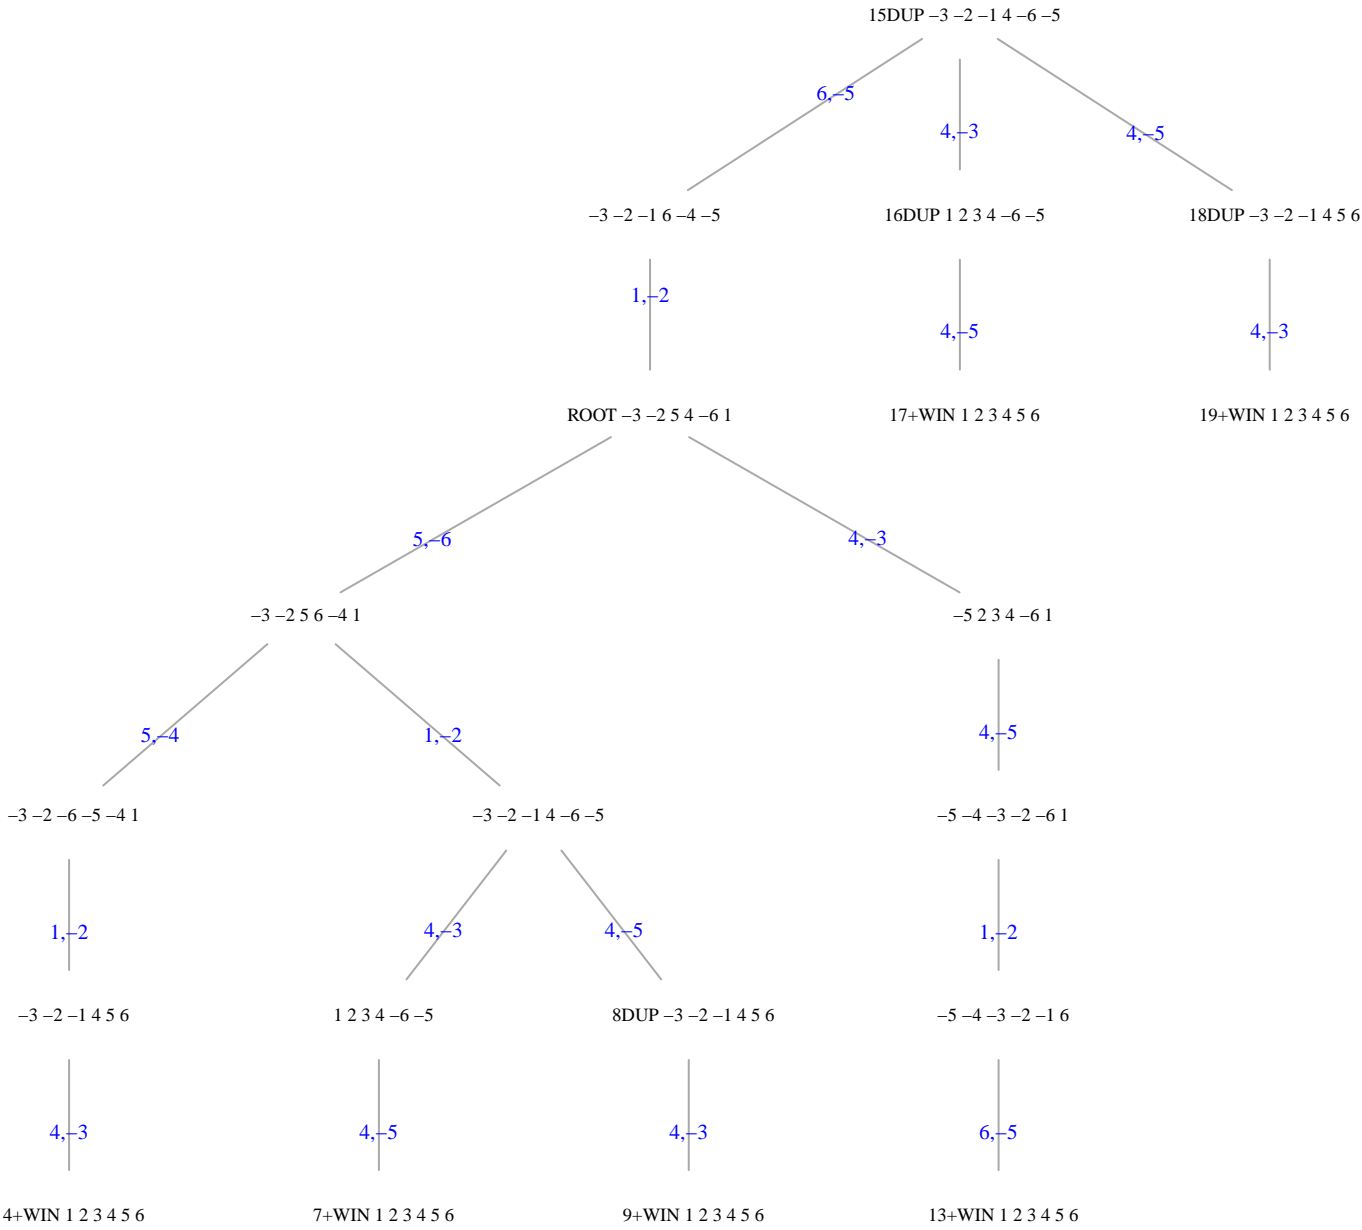 15DUP –3 –2 –1 4 –6 –5
6,–5
4,–3
4,–5
–3 –2 –1 6 –4 –5
16DUP 1 2 3 4 –6 –5
18DUP –3 –2 –1 4 5 6
1,–2
4,–5
4,–3
ROOT –3 –2 5 4 –6 1
17+WIN 1 2 3 4 5 6
19+WIN 1 2 3 4 5 6
5,–6
4,–3
–3 –2 5 6 –4 1
–5 2 3 4 –6 1
5,–4
1,–2
4,–5
–3 –2 –6 –5 –4 1
–3 –2 –1 4 –6 –5
–5 –4 –3 –2 –6 1
1,–2
4,–3
4,–5
1,–2
–3 –2 –1 4 5 6
1 2 3 4 –6 –5
8DUP –3 –2 –1 4 5 6
–5 –4 –3 –2 –1 6
4,–3
4,–5
4,–3
6,–5
4+WIN 1 2 3 4 5 6
7+WIN 1 2 3 4 5 6
9+WIN 1 2 3 4 5 6
13+WIN 1 2 3 4 5 6